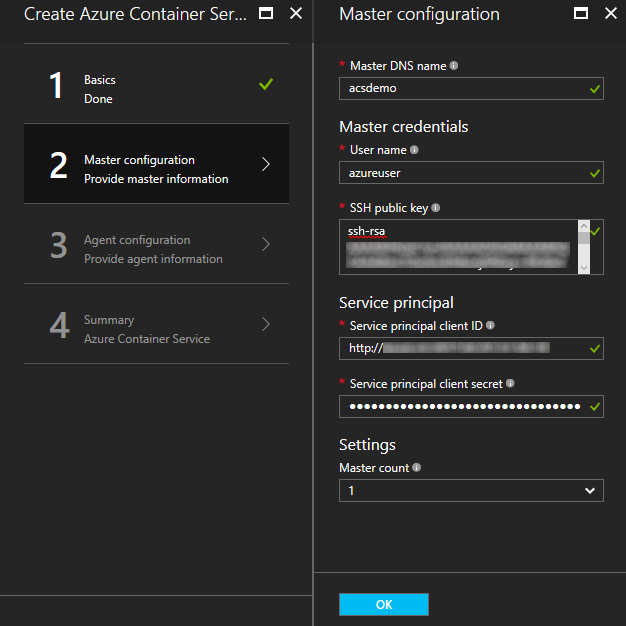 Create Azure Container Ser...
1
Basics
Done
2
Master configuration
Provide master information
3
Agent configuration
Provide agent information
4
Summary
Azure Container Service
Master configuration
* Master DNS name
acsdemo
Master credentials
* User name
azureuser
* SSH public key
ssh-rsa
Service principal
* Service principal client ID
http://
* Service principal client secret
●●●●●●●●●●●●●●●●●●●●●●●●●●●●●●●●
Settings
Master count
1
OK